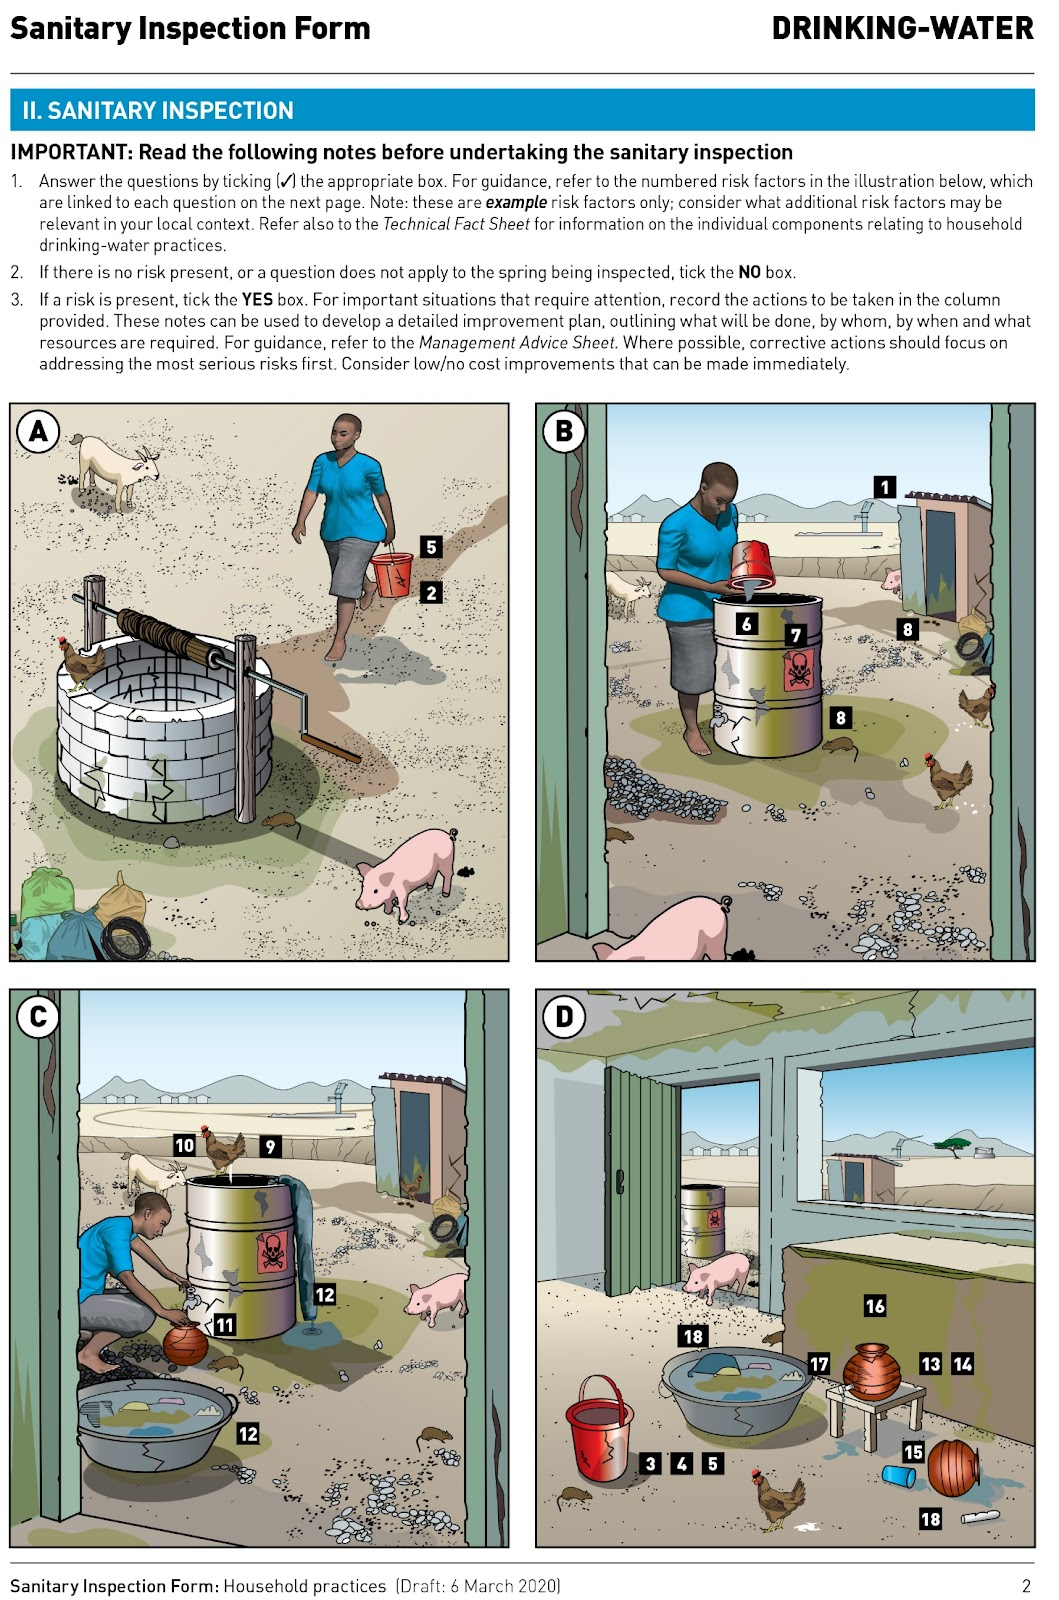 Sanitary Inspection Form
DRINKING-WATER
II. SANITARY INSPECTION
IMPORTANT: Read the following notes before undertaking the sanitary inspection
1. Answer the questions by ticking (✓) the appropriate box. For guidance, refer to the numbered risk factors in the illustration below, which
are linked to each question on the next page. Note: these are example risk factors only; consider what additional risk factors may be
relevant in your local context. Refer also to the Technical Fact Sheet for information on the individual components relating to household
drinking-water practices.
2. If there is no risk present, or a question does not apply to the spring being inspected, tick the NO box.
3. If a risk is present, tick the YES box. For important situations that require attention, record the actions to be taken in the column
provided. These notes can be used to develop a detailed improvement plan, outlining what will be done, by whom, by when and what
resources are required. For guidance, refer to the Management Advice Sheet. Where possible, corrective actions should focus on
addressing the most serious risks first. Consider low/no cost improvements that can be made immediately.
A
5
2
B
1
6
7
8
8
C
10
9
12
11
12
D
16
18
17
13 14
15
3 4 5
18
Sanitary Inspection Form: Household practices (Draft: 6 March 2020)
2